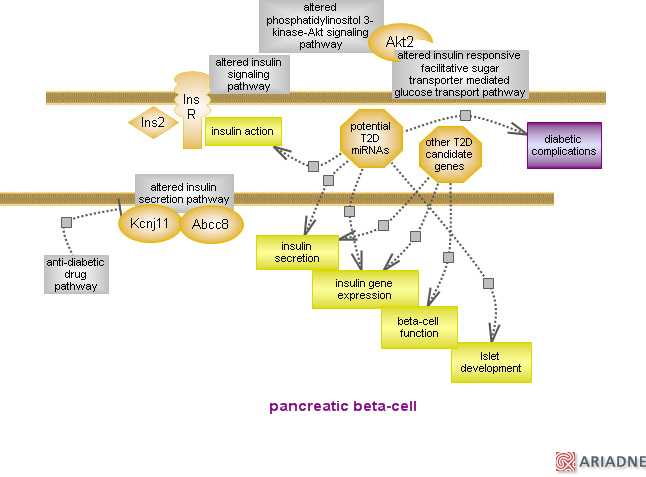 altered
phosphatidylinositol 3-
kinase-Akt signaling
pathway
Akt2
altered insulin
signaling
pathway
altered insulin responsive
facilitative sugar
transporter mediated
glucose transport pathway
Ins
R
Ins2
insulin action
potential
T2D
miRNAs
other T2D
candidate
genes
diabetic
complications
altered insulin
secretion pathway
Kcnj11
Abcc8
anti-diabetic
drug
pathway
insulin
secretion
insulin gene
expression
beta-cell
function
Islet
development
pancreatic beta-cell
ARIADNE